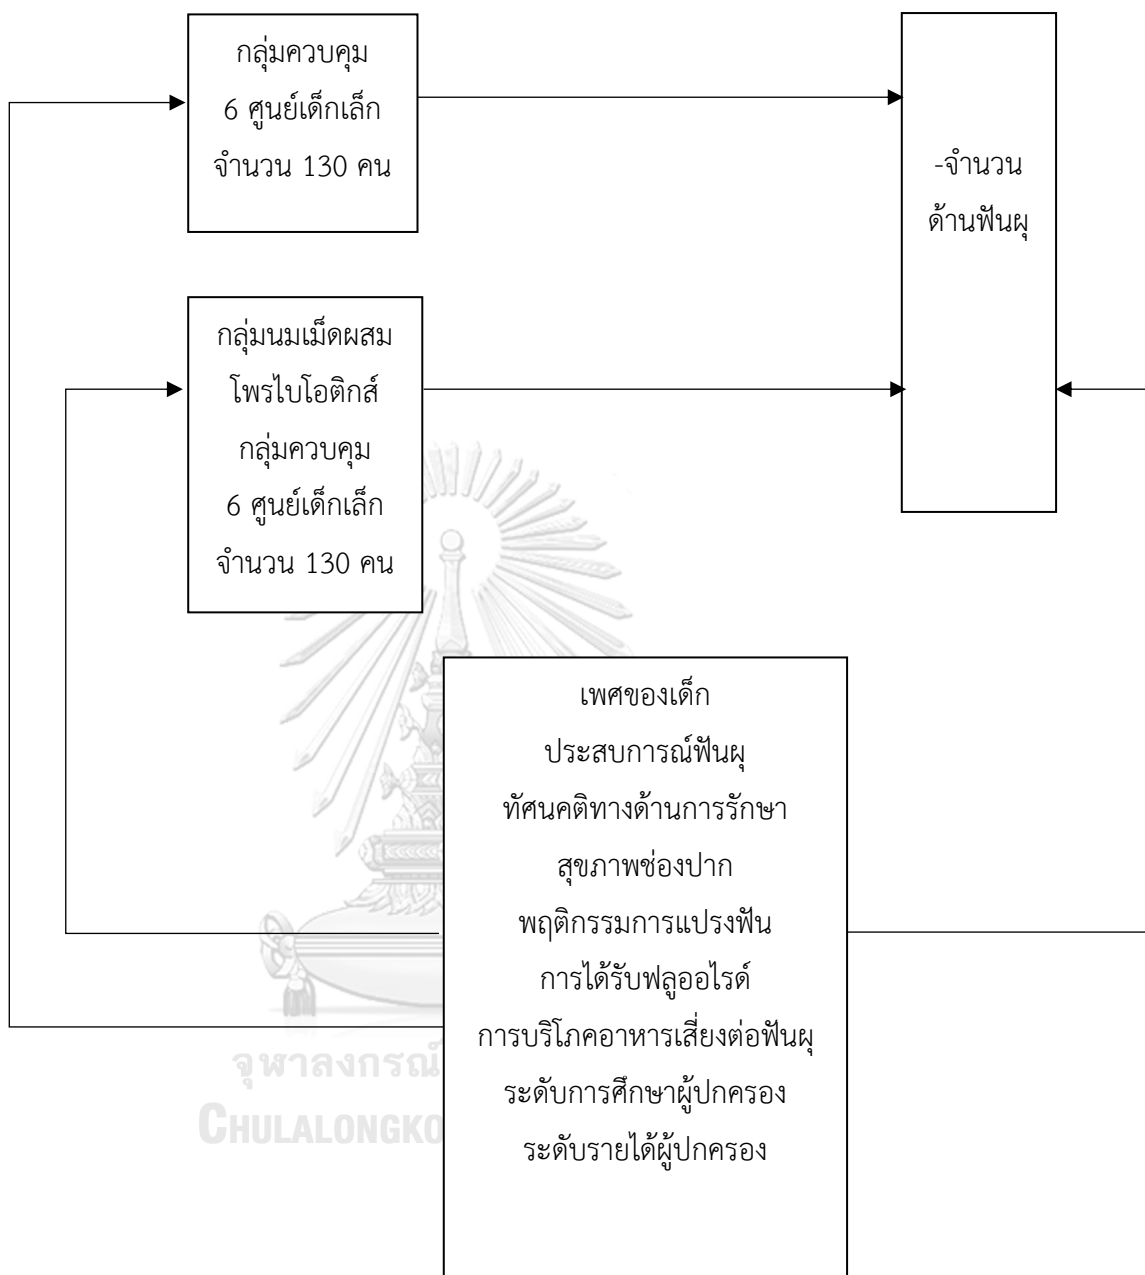 กลุ่มควบคุม
6 ศูนย์เด็กเล็ก
จำนวน 130 คน
-จำนวน
ด้านฟันผุ
กลุ่มนมเม็ดผสม
โพรไบโอติกส์
กลุ่มควบคุม
6 ศูนย์เด็กเล็ก
จำนวน 130 คน
เพศของเด็ก
ประสบการณ์ฟันผุ
ทัศนคติทางด้านการรักษา
สุขภาพช่องปาก
พฤติกรรมการแปรงฟัน
การได้รับฟลูออไรด์
การบริโภคอาหารเสี่ยงต่อฟันผุ
ระดับการศึกษาผู้ปกครอง
ระดับรายได้ผู้ปกครอง
จุฬาลงกรณ์
CHULALONGKO